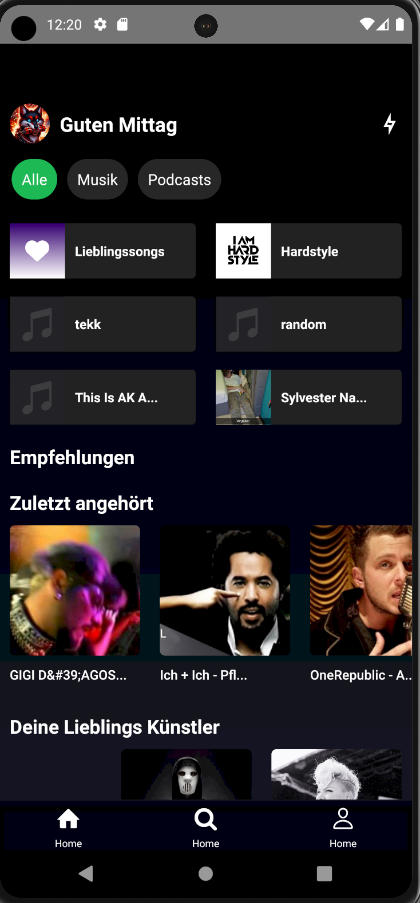 12:20
Guten Mittag
Alle Musik Podcasts
Lieblingssongs
I AM
HARD
STYLE
Hardstyle
tekk
random
This Is AK A...
Sylvester Na...
Empfehlungen
Zuletzt angehört
L
GIGI D&#39;AGOS...
Ich + Ich - Pfl...
OneRepublic - A..
Deine Lieblings Künstler
Home Home Home